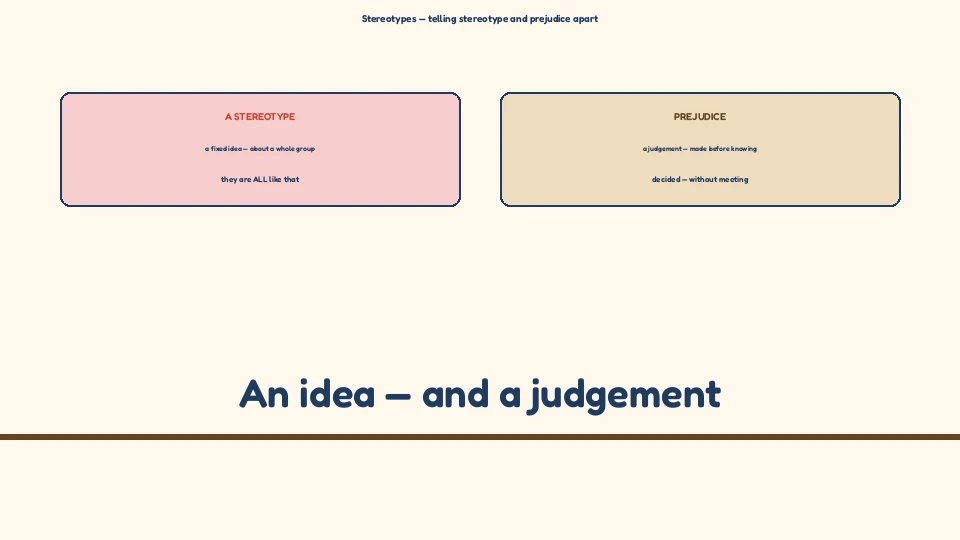 Stereotypes — telling stereotype and prejudice apart
A STEREOTYPE
a fixed idea — about a whole group
they are ALL like that
PREJUDICE
a judgement — made before knowing
decided — without meeting
An idea — and a judgement